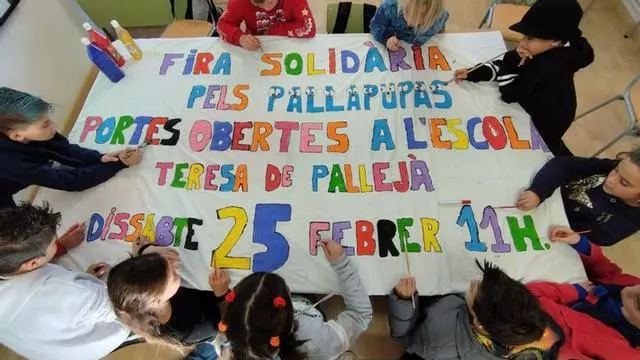 FIRA SOLIDÀRIA
PELS PALLAPUPAS
PORTES OBERTES A L'ESCOLA
TERESA DE PALLEJÀ
DISSABTE 25 FEBRER 11H.